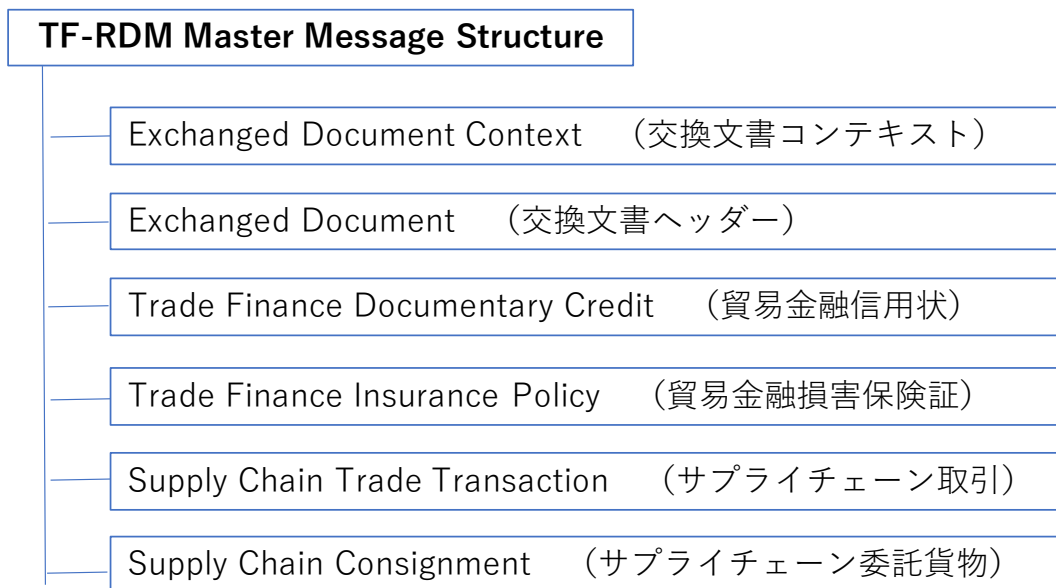 TF-RDM Master Message Structure
Exchanged Document Context （交換文書コンテキスト）
Exchanged Document （交換文書ヘッダー）
Trade Finance Documentary Credit （貿易金融信用状）
Trade Finance Insurance Policy （貿易金融損害保険証）
Supply Chain Trade Transaction （サプライチェーン取引）
Supply Chain Consignment （サプライチェーン委託貨物）